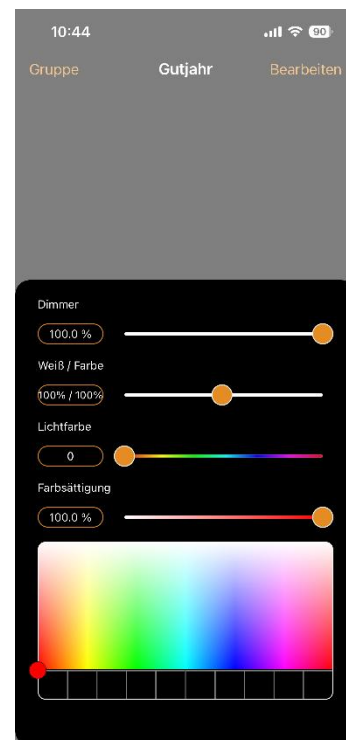 10:44 90
Gruppe Gutjahr Bearbeiten
Dimmer
100.0 %
Weiß / Farbe
100% / 100%
Lichtfarbe
0
Farbsättigung
100.0 %